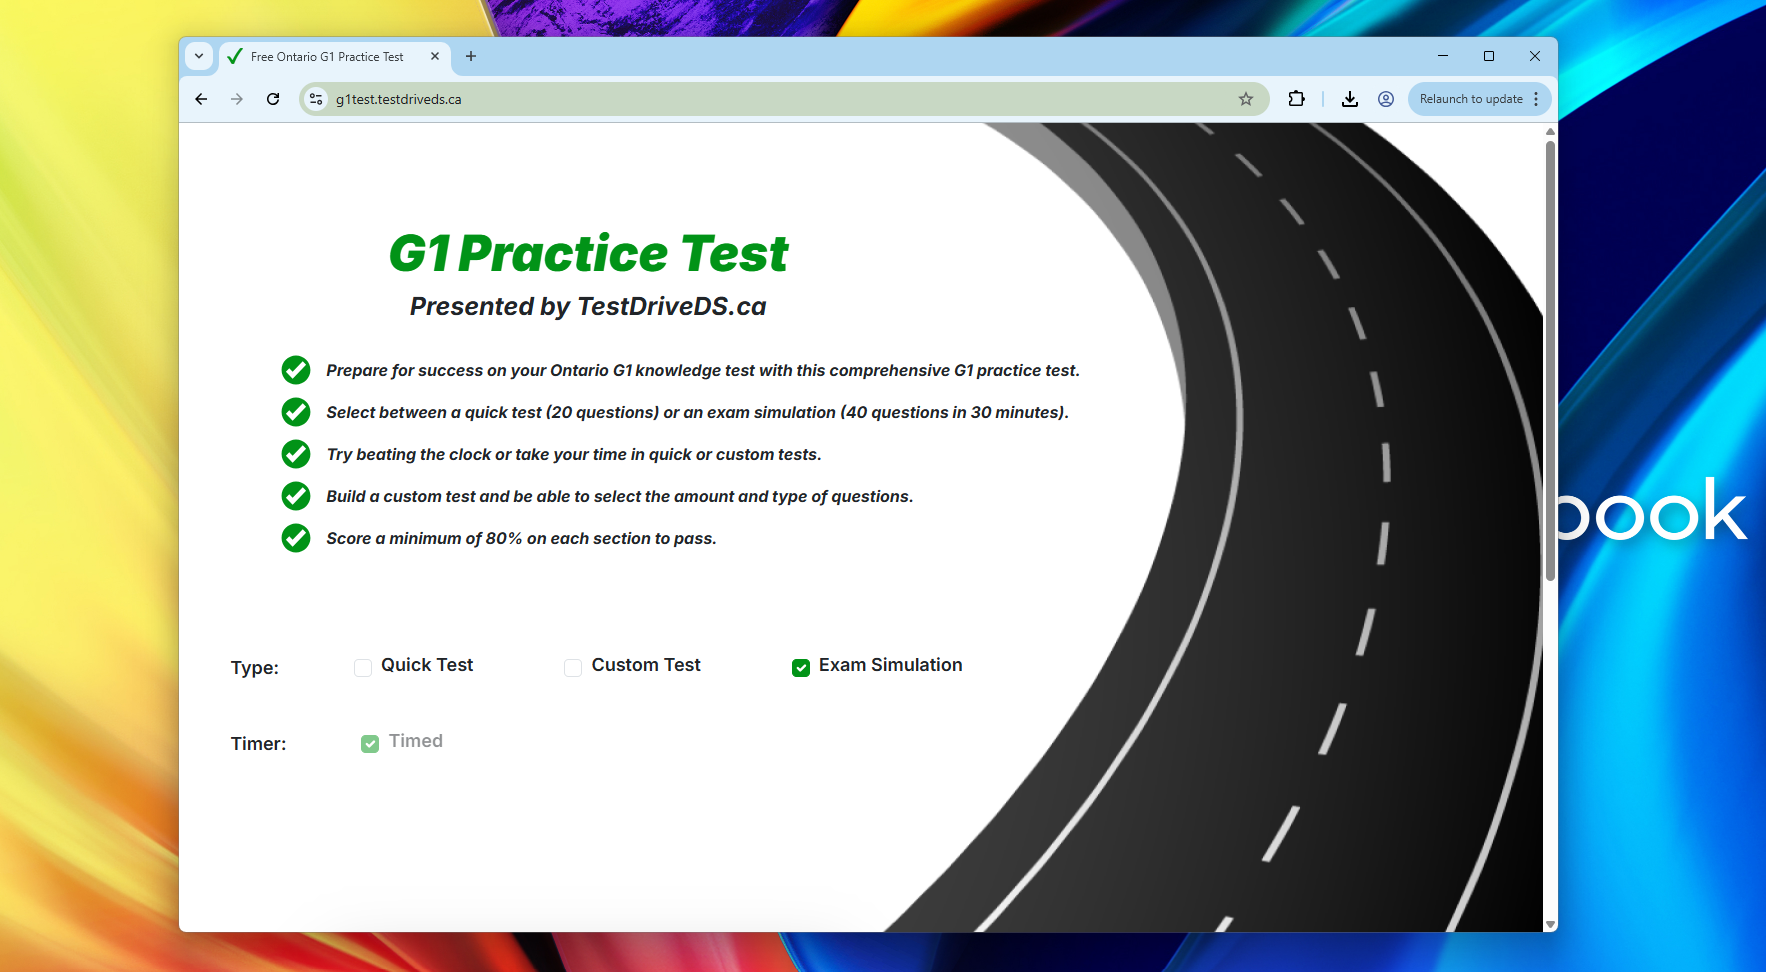 Free Ontario G1 Practice Test
g1test.testdriveds.ca
Relaunch to update
G1 Practice Test
Presented by TestDriveDS.ca
Prepare for success on your Ontario G1 knowledge test with this comprehensive G1 practice test.
Select between a quick test (20 questions) or an exam simulation (40 questions in 30 minutes).
Try beating the clock or take your time in quick or custom tests.
Build a custom test and be able to select the amount and type of questions.
Score a minimum of 80% on each section to pass.
book
Type: Quick Test Custom Test Exam Simulation
Timer: Timed